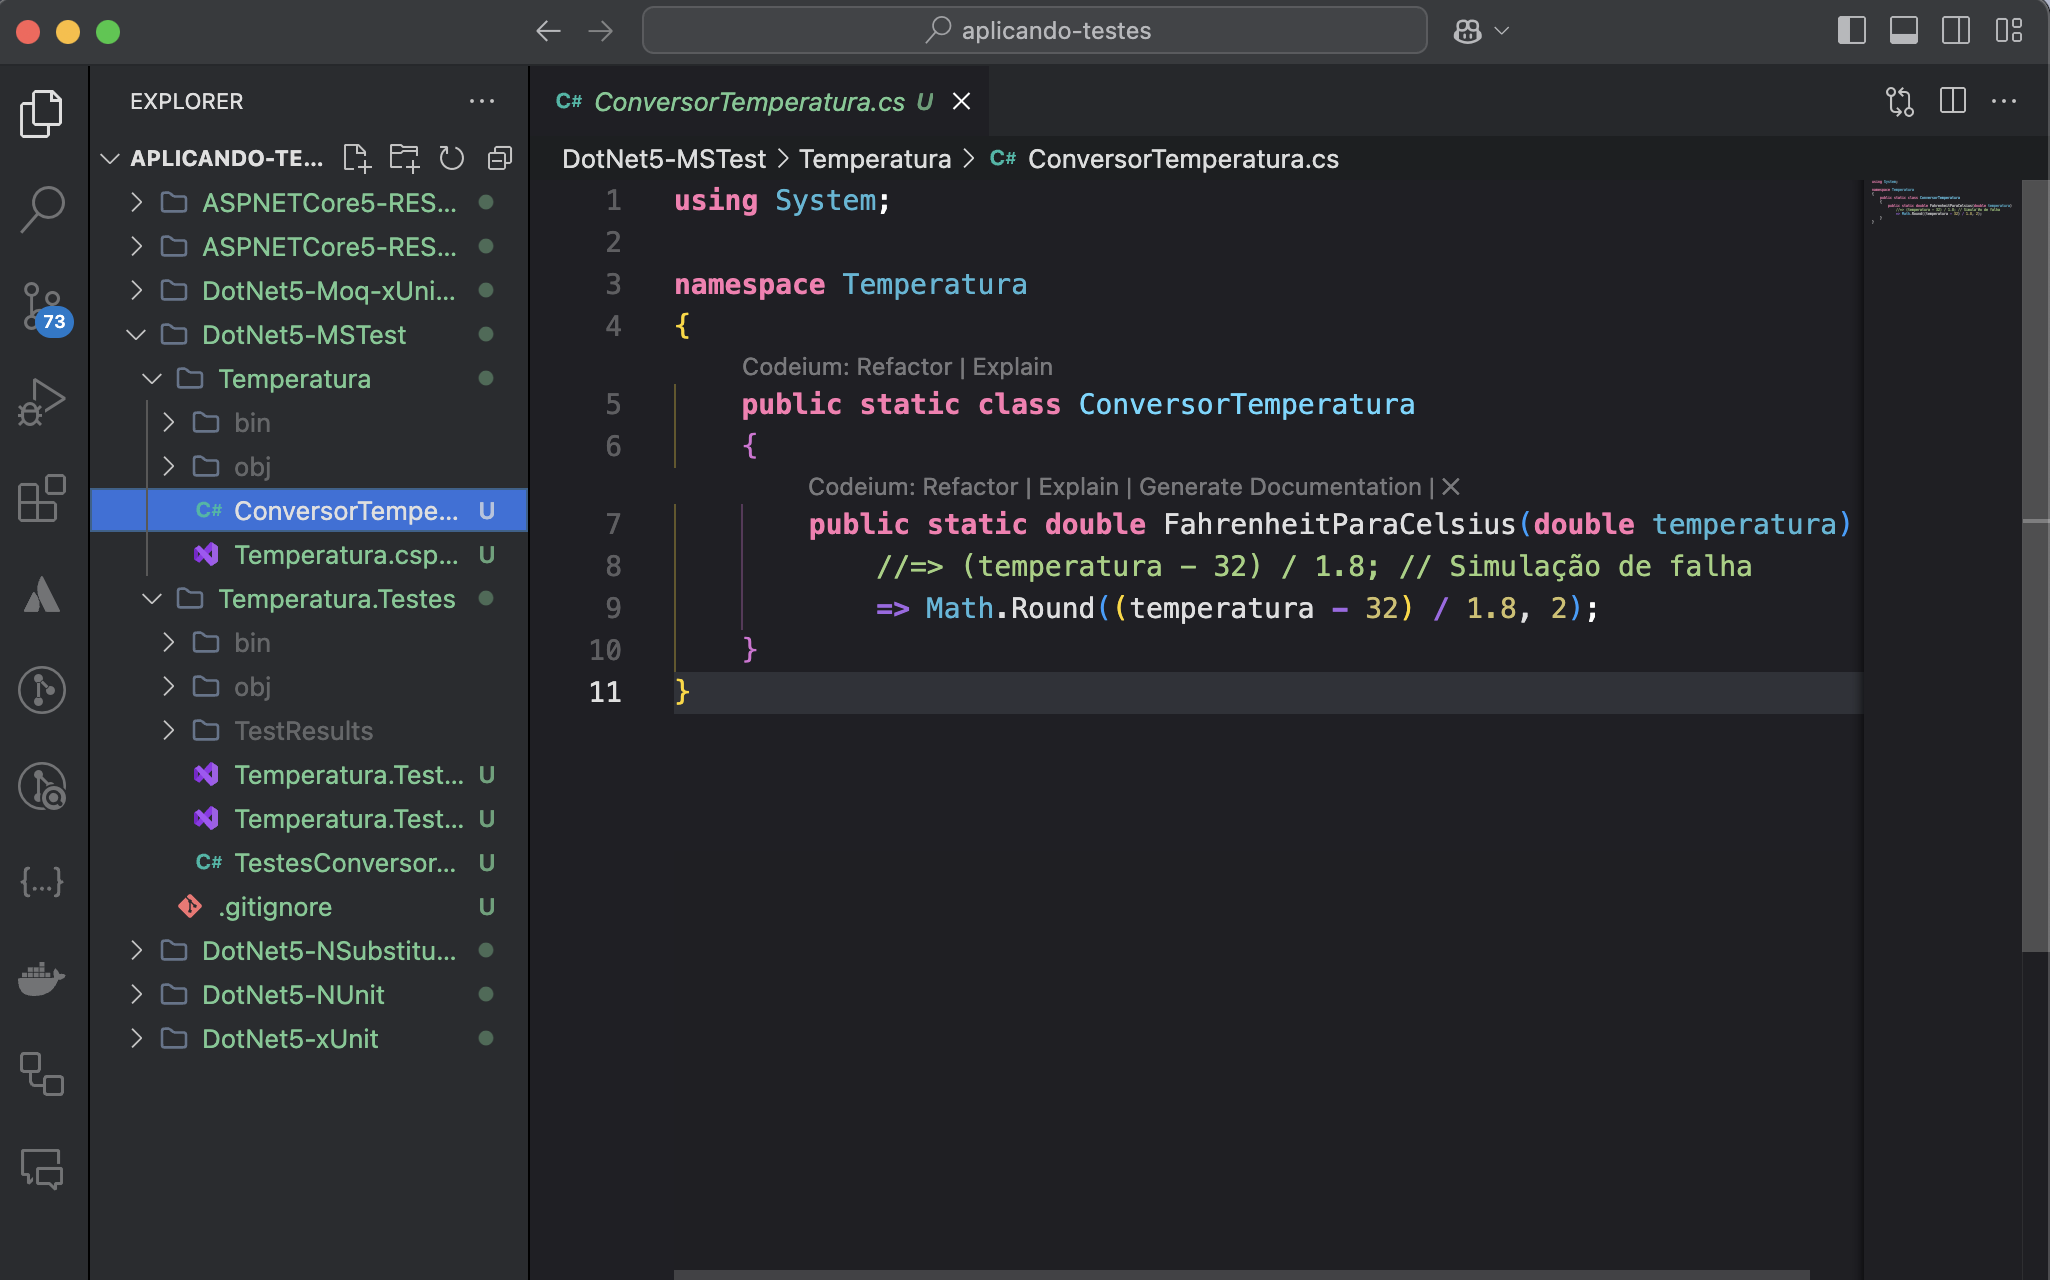 aplicando-testes
EXPLORER
APLICANDO-TE...
ASPNETCore5-RES...
ASPNETCore5-RES...
DotNet5-Moq-xUni...
73
DotNet5-MSTest
Temperatura
bin
obj
C# ConversorTempe... U
Temperatura.csp... U
Temperatura.Testes
bin
obj
TestResults
Temperatura.Test... U
Temperatura.Test... U
C# TestesConversor... U
.gitignore U
DotNet5-NSubstitu...
DotNet5-NUnit
DotNet5-xUnit
C# ConversorTemperatura.cs U
DotNet5-MSTest > Temperatura > C# ConversorTemperatura.cs
1 using System;
2
3 namespace Temperatura
4 {
Codeium: Refactor | Explain
5 public static class ConversorTemperatura
6 {
Codeium: Refactor | Explain | Generate Documentation | ×
7 public static double FahrenheitParaCelsius(double temperatura)
8 //=> (temperatura - 32) / 1.8; // Simulação de falha
9 => Math.Round((temperatura - 32) / 1.8, 2);
10 }
11 }